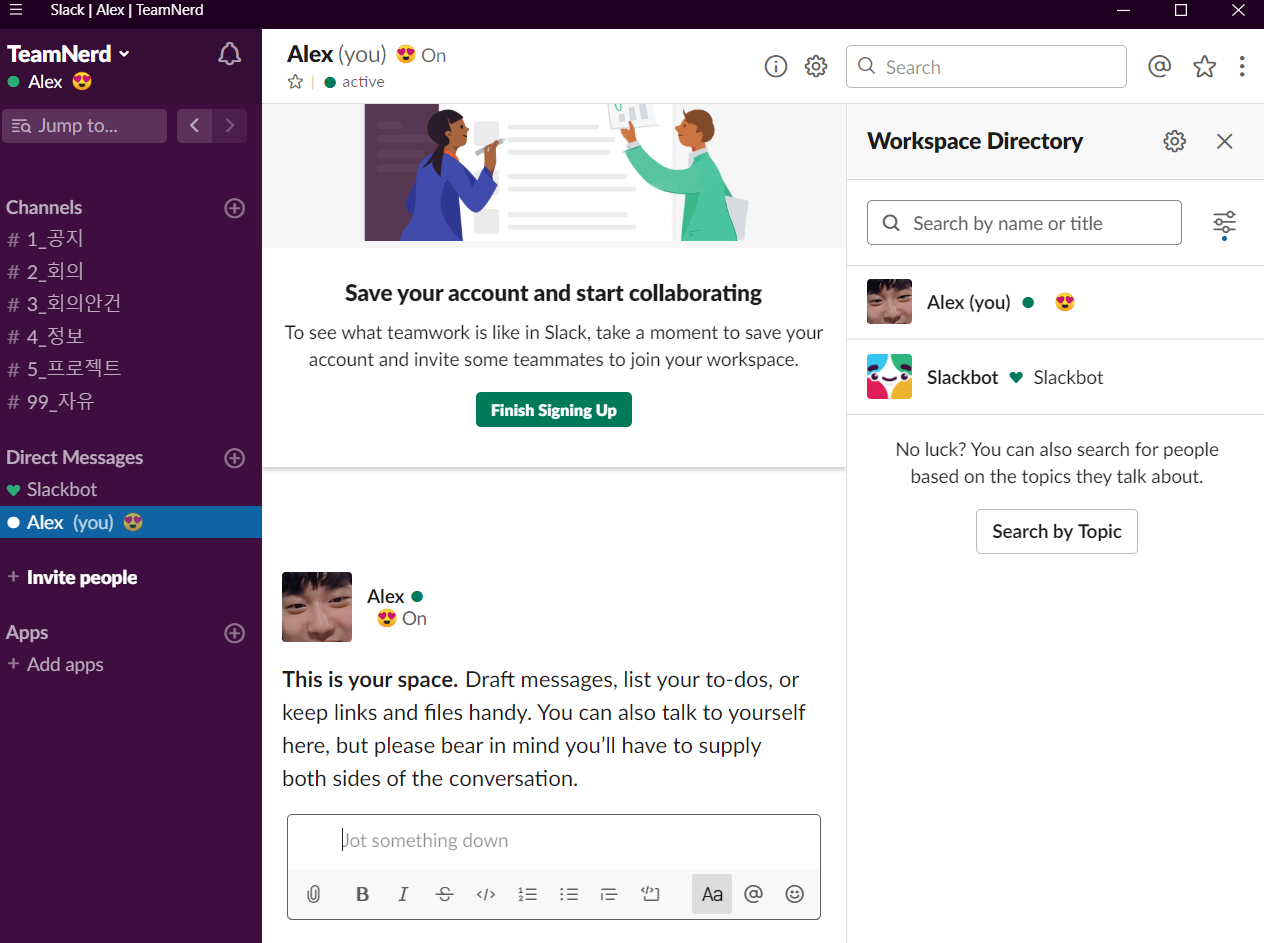 Slack | Alex | TeamNerd
TeamNerd
Alex
Jump to...
Channels
# 1_공지
# 2_회의
# 3_회의안건
# 4_정보
# 5_프로젝트
# 99_자유
Direct Messages
Slackbot
Alex (you)
+ Invite people
Apps
+ Add apps
Alex (you) 😍 On
active
Search
Save your account and start collaborating
To see what teamwork is like in Slack, take a moment to save your
account and invite some teammates to join your workspace.
Finish Signing Up
Alex
On
This is your space. Draft messages, list your to-dos, or
keep links and files handy. You can also talk to yourself
here, but please bear in mind you’ll have to supply
both sides of the conversation.
Jot something down
B I S </> Aa @
Workspace Directory
Search by name or title
Alex (you)
Slackbot Slackbot
No luck? You can also search for people
based on the topics they talk about.
Search by Topic